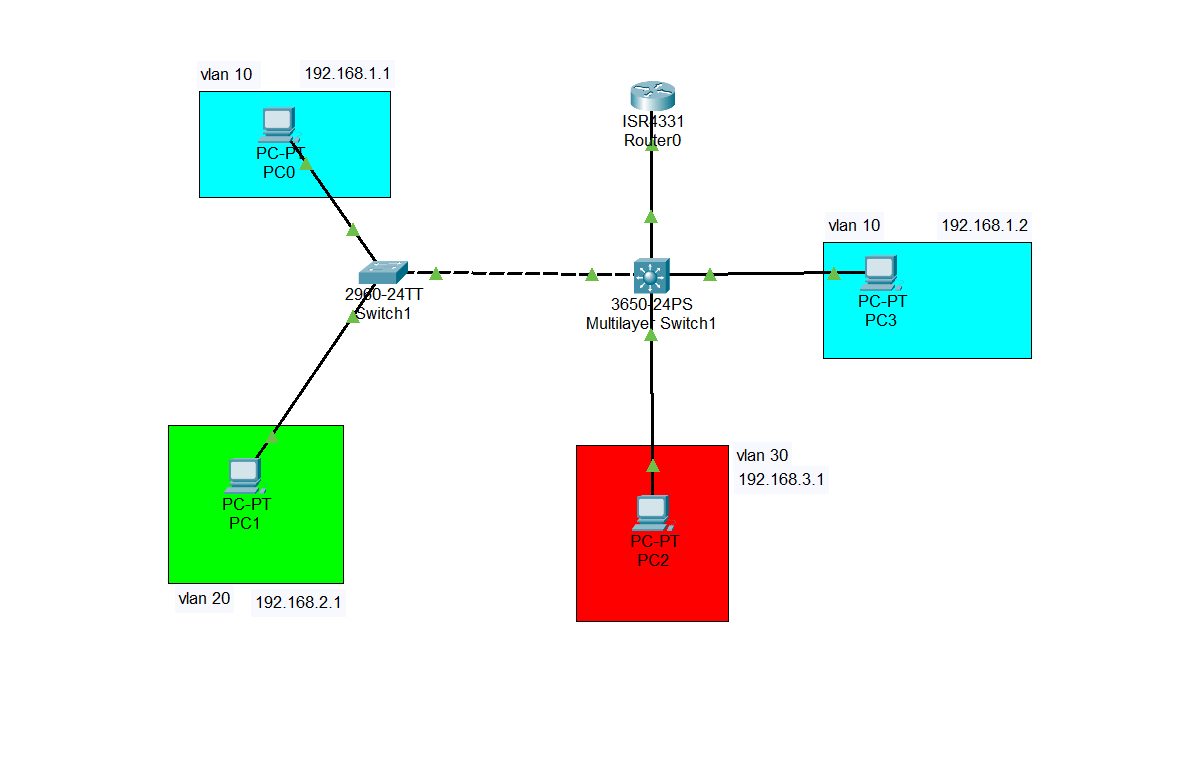 vlan 10
192.168.1.1
PC-PT
PC0
ISR4331
Router0
vlan 10
192.168.1.2
PC-PT
PC3
2960-24TT
Switch1
3650-24PS
Multilayer Switch1
PC-PT
PC1
vlan 20
192.168.2.1
vlan 30
192.168.3.1
PC-PT
PC2